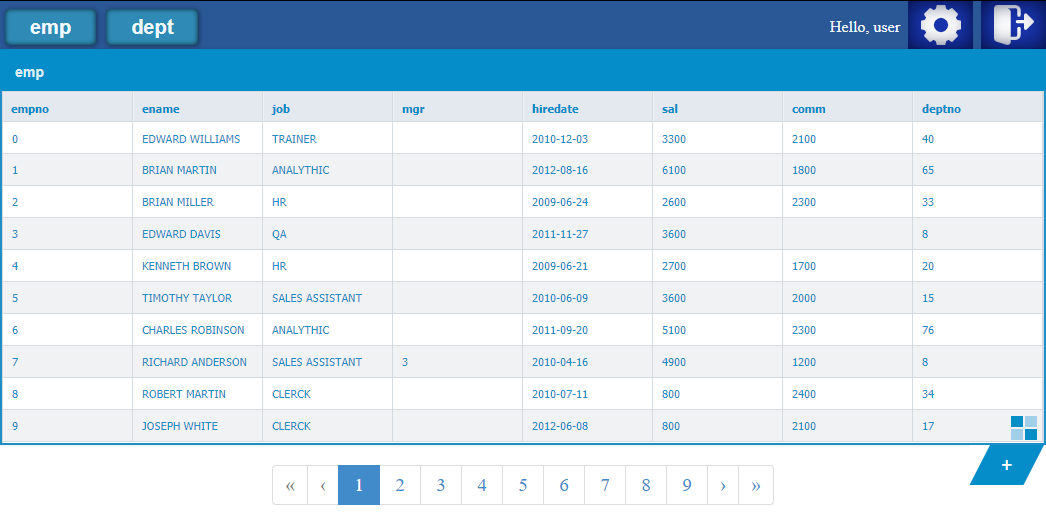 emp dept Hello, user
emp
empno ename job mgr hiredate sal comm deptno
0 EDWARD WILLIAMS TRAINER 2010-12-03 3300 2100 40
1 BRIAN MARTIN ANALYTHIC 2012-08-16 6100 1800 65
2 BRIAN MILLER HR 2009-06-24 2600 2300 33
3 EDWARD DAVIS QA 2011-11-27 3600 8
4 KENNETH BROWN HR 2009-06-21 2700 1700 20
5 TIMOTHY TAYLOR SALES ASSISTANT 2010-06-09 3600 2000 15
6 CHARLES ROBINSON ANALYTHIC 2011-09-20 5100 2300 76
7 RICHARD ANDERSON SALES ASSISTANT 3 2010-04-16 4900 1200 8
8 ROBERT MARTIN CLERCK 2010-07-11 800 2400 34
9 JOSEPH WHITE CLERCK 2012-06-08 800 2100 17
+
« ‹ 1 2 3 4 5 6 7 8 9 › »